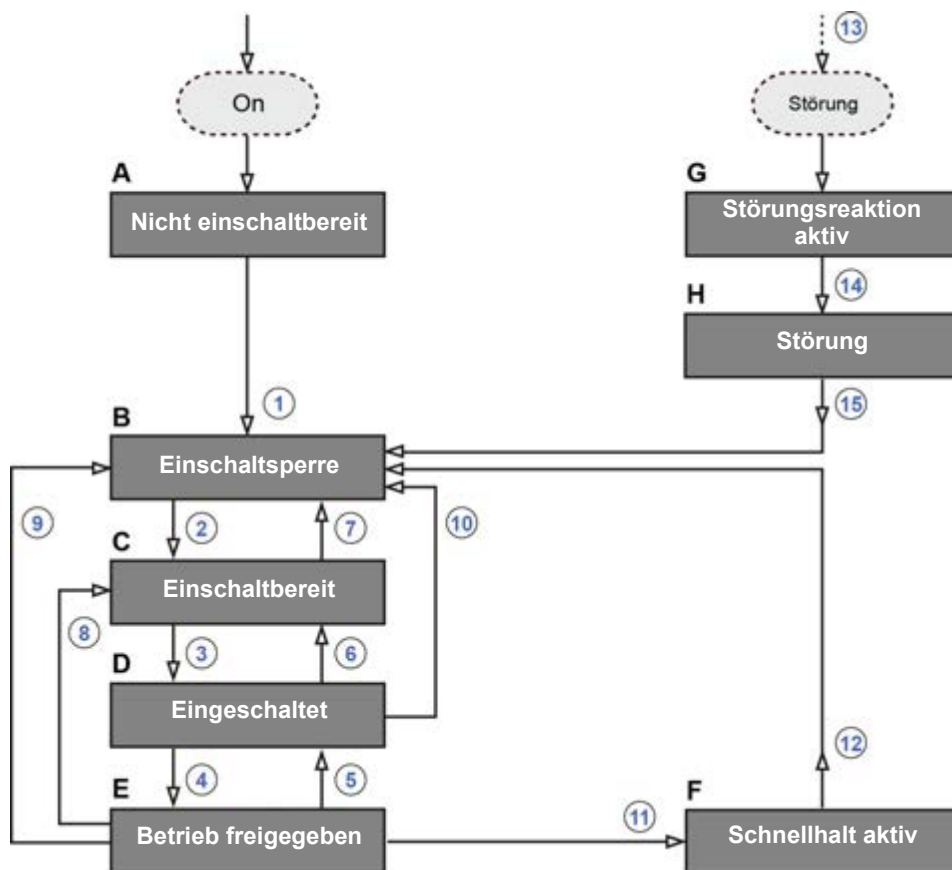 On
13
Störung
A
Nicht einschaltbereit
G
Störungsreaktion
aktiv
14
H
Störung
1
15
B
Einschaltsperre
9
2
7
10
C
Einschaltbereit
8
3
6
D
Eingeschaltet
4
5
12
E
Betrieb freigegeben
11
F
Schnellhalt aktiv